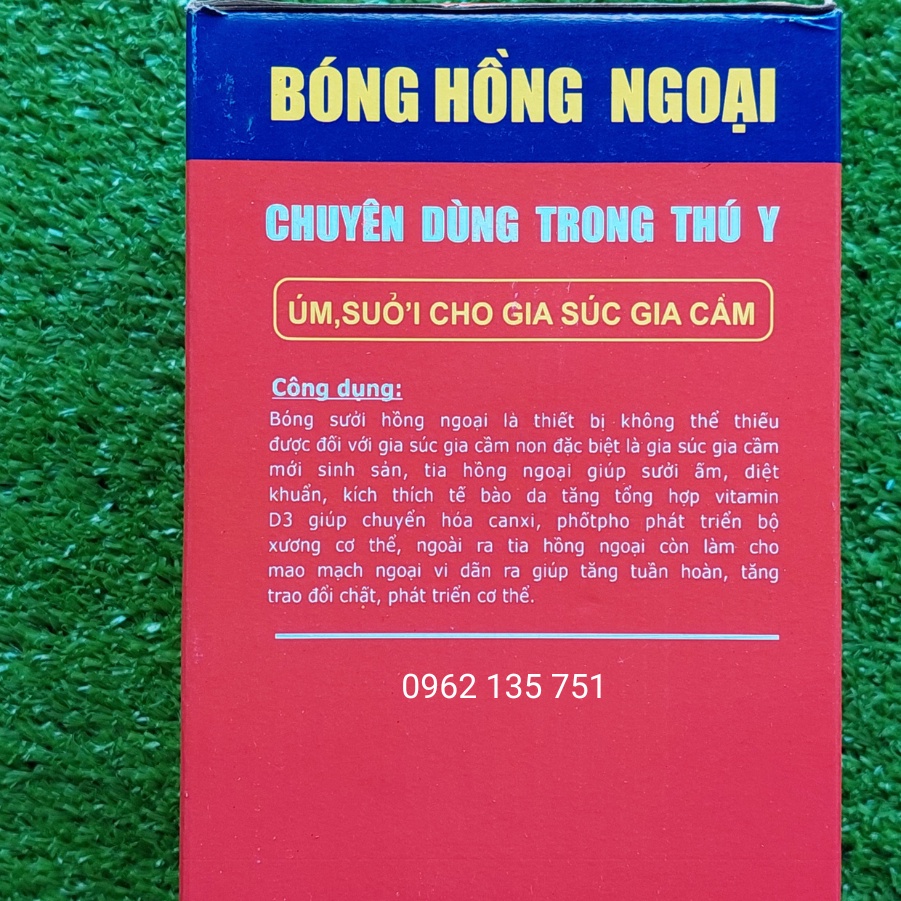 BÓNG HỒNG NGOẠI
CHUYÊN DÙNG TRONG THÚ Y
ÚM,SUỞ'I CHO GIA SÚC GIA CẦM
Công dụng:
Bóng sưởi hồng ngoại là thiết bị không thể thiếu
được đối với gia súc gia cầm non đặc biệt là gia súc gia cầm
mới sinh sản, tia hồng ngoại giúp sưởi ấm, diệt
khuẩn, kích thích tế bào da tăng tổng hợp vitamin
D3 giúp chuyển hóa canxi, phốtpho phát triển bộ
xương cơ thể, ngoài ra tia hồng ngoại còn làm cho
mao mạch ngoại vi dãn ra giúp tăng tuần hoàn, tăng
trao đổi chất, phát triển cơ thể.
0962 135 751